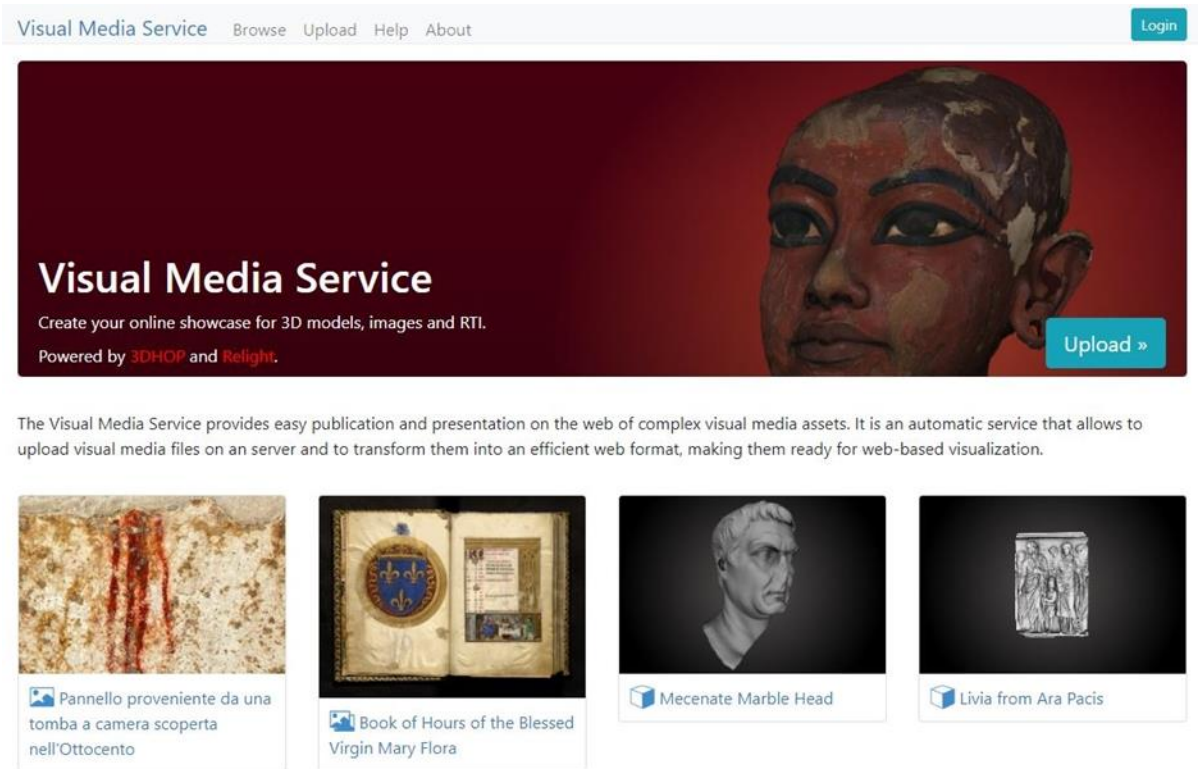 Visual Media Service Browse Upload Help About Login
Visual Media Service
Create your online showcase for 3D models, images and RTI.
Powered by 3DHOP and Relight.
Upload »
The Visual Media Service provides easy publication and presentation on the web of complex visual media assets. It is an automatic service that allows to
upload visual media files on an server and to transform them into an efficient web format, making them ready for web-based visualization.
Pannello proveniente da una
tomba a camera scoperta
nell'Ottocento
Book of Hours of the Blessed
Virgin Mary Flora
Mecenate Marble Head
Livia from Ara Pacis